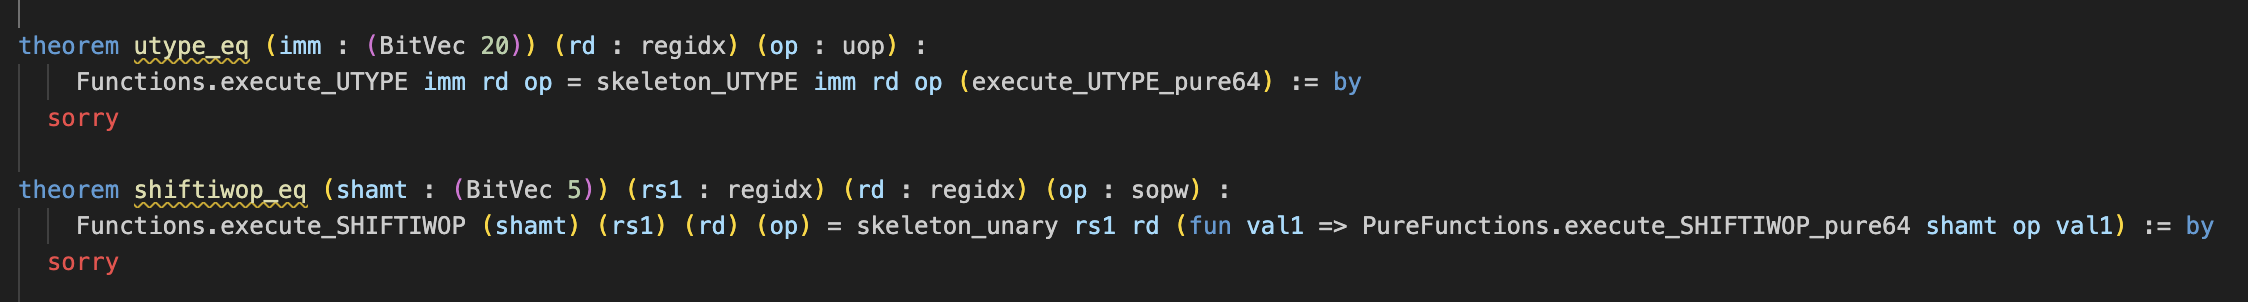 theorem utype_eq (imm : (BitVec 20)) (rd : regidx) (op : uop) :
    Functions.execute_UTYPE imm rd op = skeleton_UTYPE imm rd op (execute_UTYPE_pure64) := by
  sorry

theorem shiftiwop_eq (shamt : (BitVec 5)) (rs1 : regidx) (rd : regidx) (op : sopw) :
    Functions.execute_SHIFTIWOP (shamt) (rs1) (rd) (op) = skeleton_unary rs1 rd (fun val1 => PureFunctions.execute_SHIFTIWOP_pure64 shamt op val1) := by
  sorry